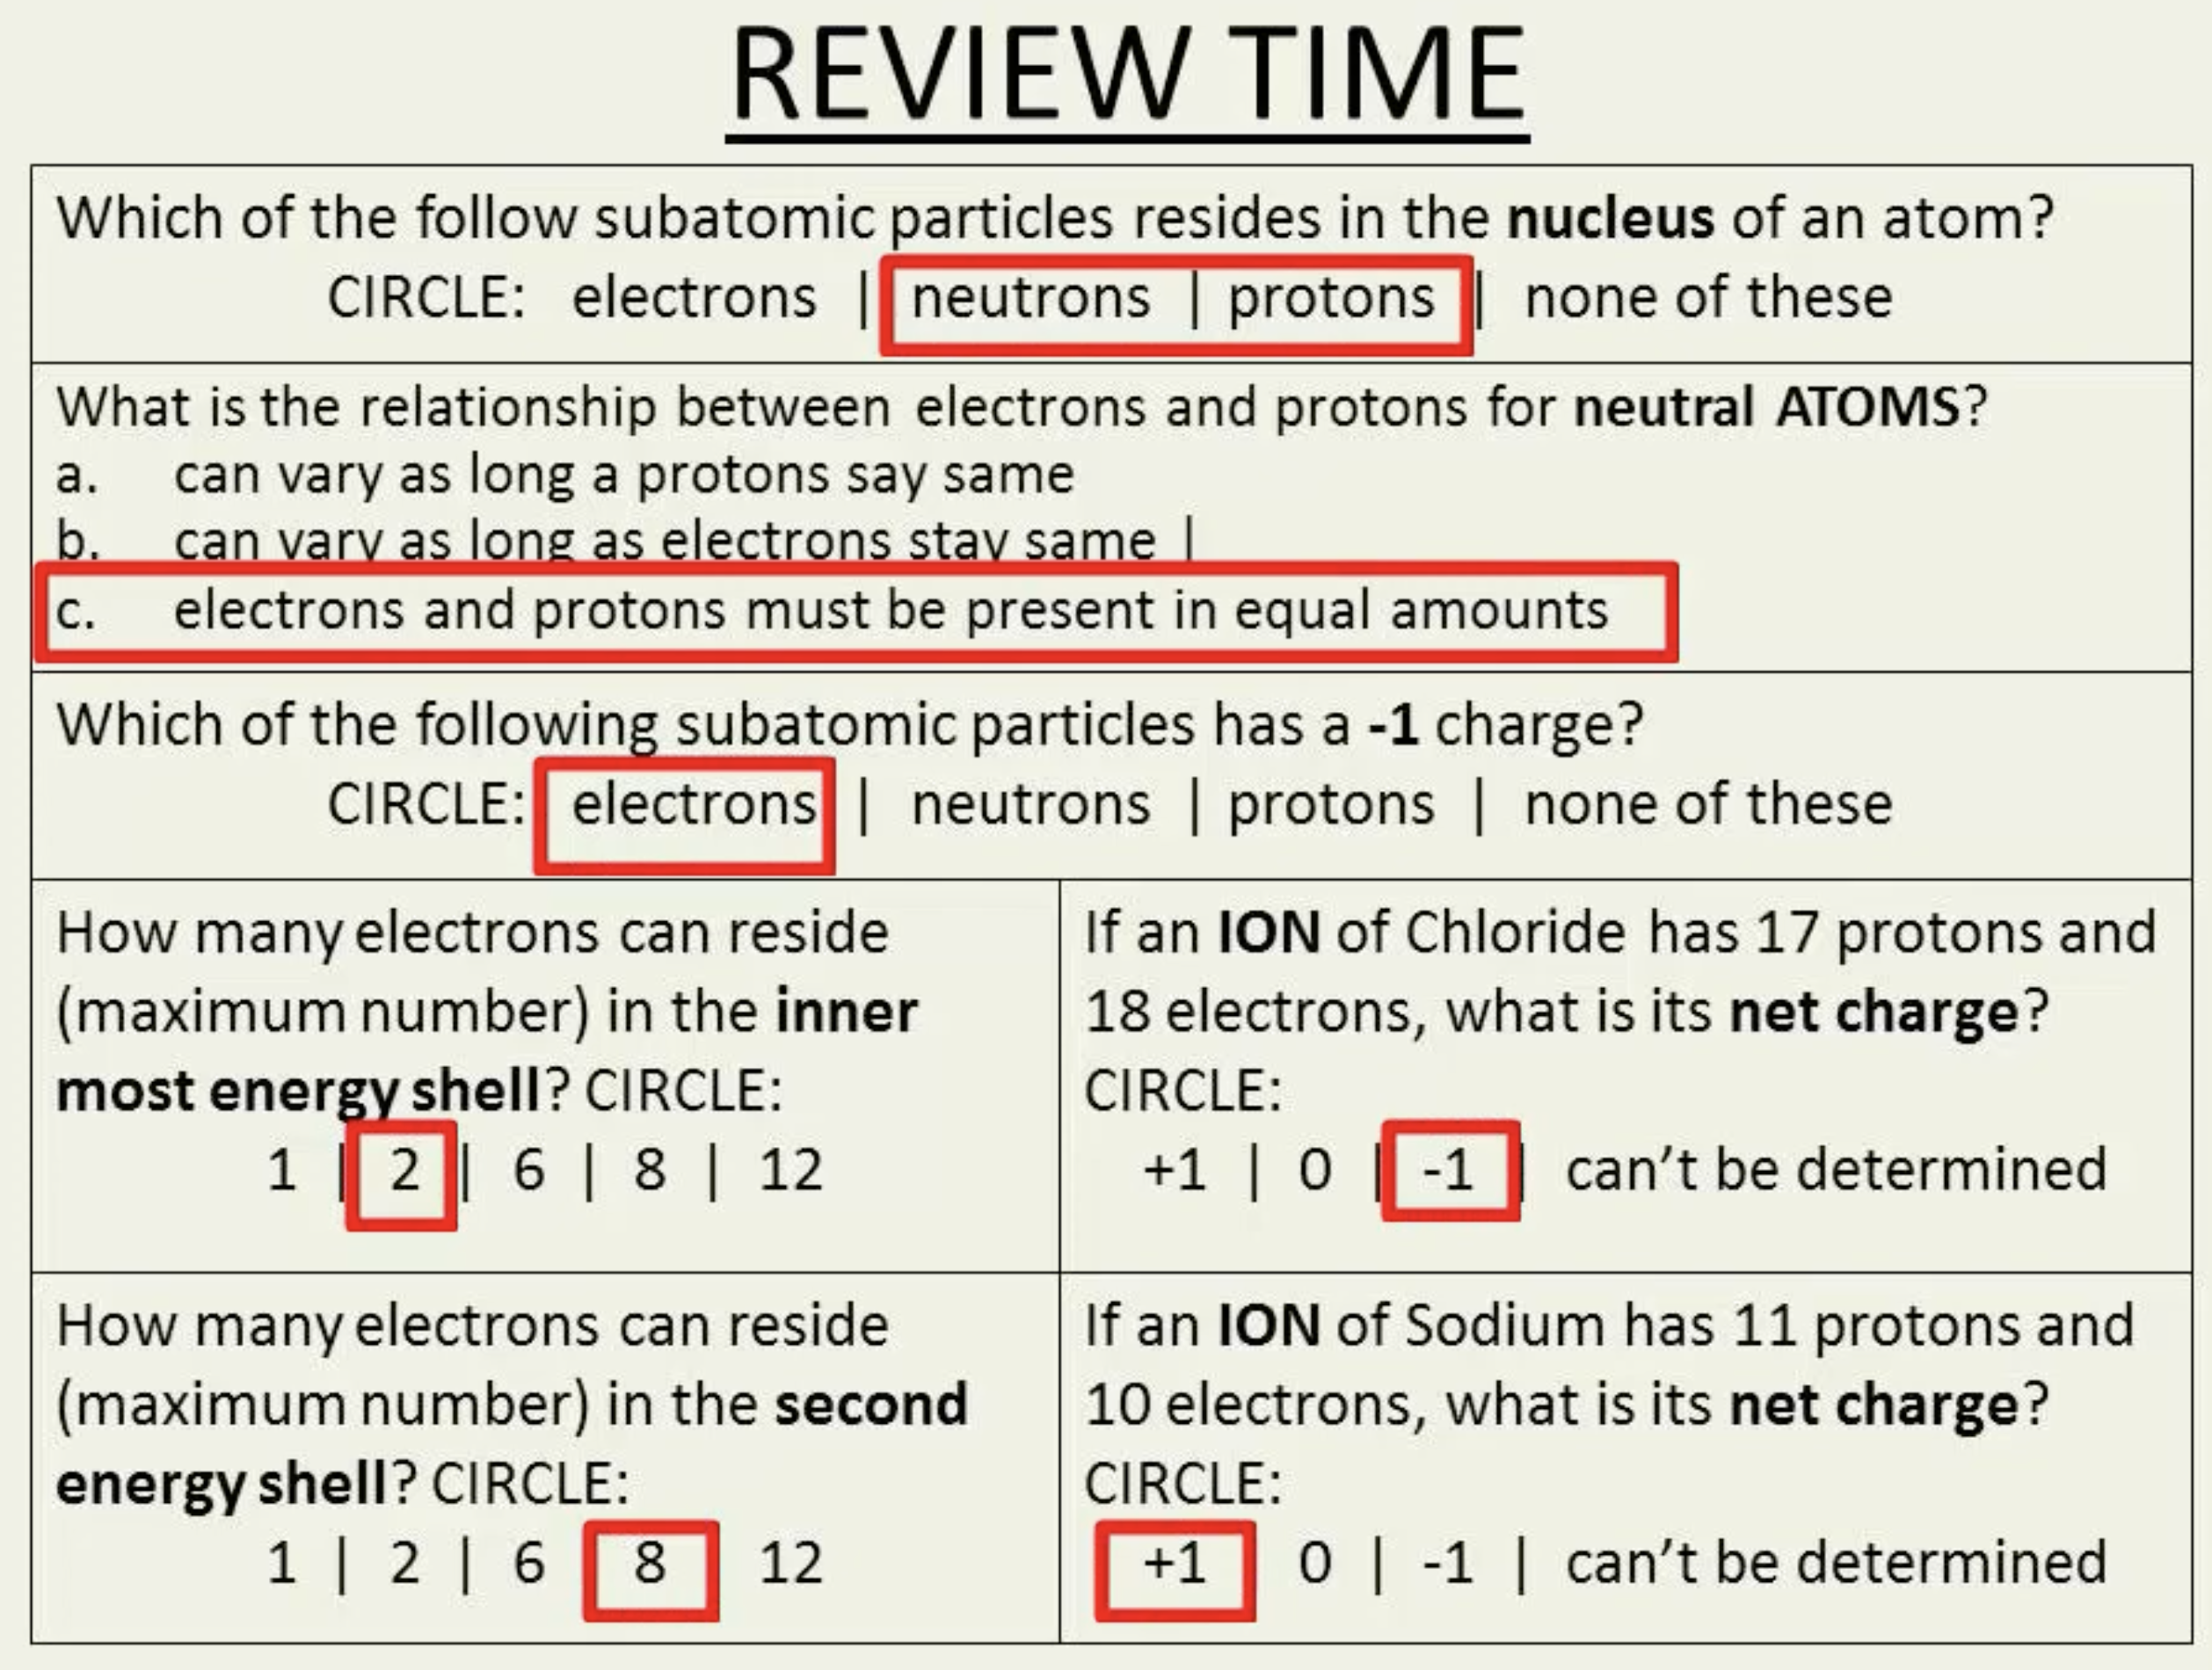 REVIEW TIME
Which of the follow subatomic particles resides in the nucleus of an atom?
CIRCLE: electrons | neutrons | protons | none of these
What is the relationship between electrons and protons for neutral ATOMS?
a. can vary as long a protons say same
b. can vary as long as electrons stay same |
c. electrons and protons must be present in equal amounts
Which of the following subatomic particles has a -1 charge?
CIRCLE: electrons | neutrons | protons | none of these
How many electrons can reside
(maximum number) in the inner
most energy shell? CIRCLE:
1 | 2 | 6 | 8 | 12
If an ION of Chloride has 17 protons and
18 electrons, what is its net charge?
CIRCLE:
+1 | 0 | -1 | can't be determined
How many electrons can reside
(maximum number) in the second
energy shell? CIRCLE:
1 | 2 | 6 8 12
If an ION of Sodium has 11 protons and
10 electrons, what is its net charge?
CIRCLE:
+1 0 | -1 | can't be determined